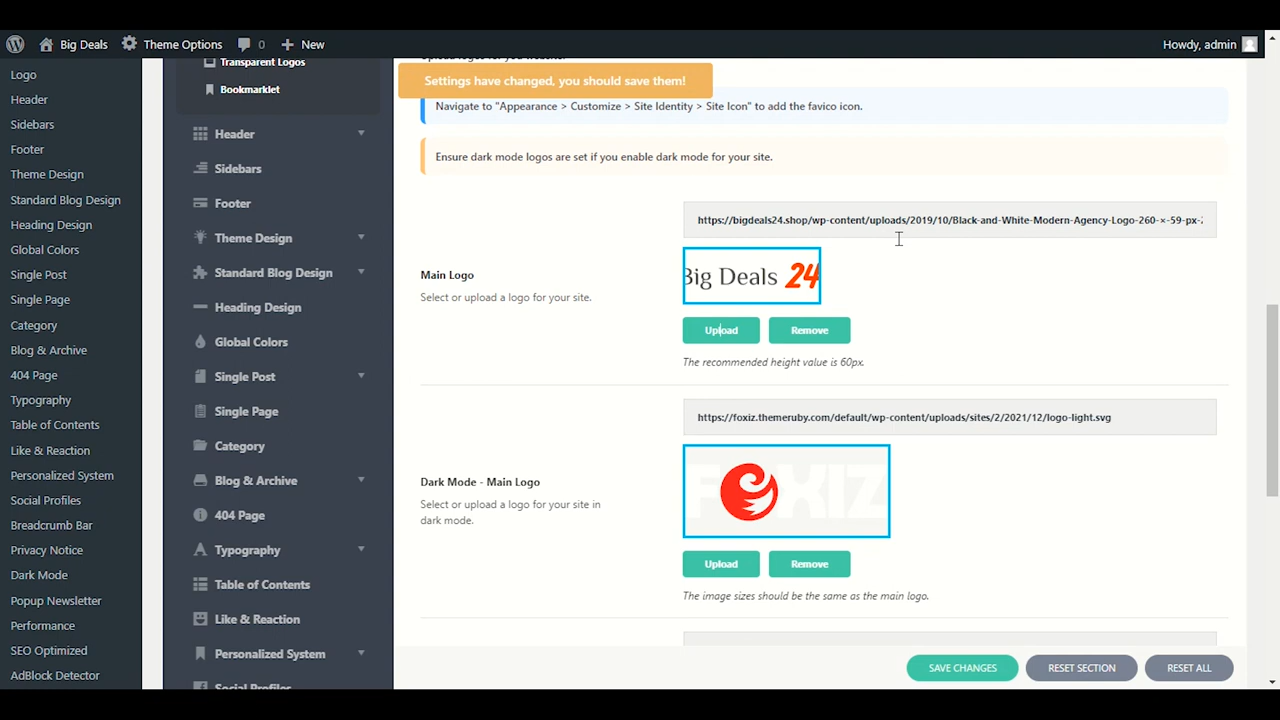 Big Deals
Theme Options
0
New
Howdy, admin
Logo
Header
Sidebars
Footer
Theme Design
Standard Blog Design
Heading Design
Global Colors
Single Post
Single Page
Category
Blog & Archive
404 Page
Typography
Table of Contents
Like & Reaction
Personalized System
Social Profiles
Breadcrumb Bar
Privacy Notice
Dark Mode
Popup Newsletter
Performance
SEO Optimized
AdBlock Detector
Transparent Logos
Bookmarklet
Header
Sidebars
Footer
Theme Design
Standard Blog Design
Heading Design
Global Colors
Single Post
Single Page
Category
Blog & Archive
404 Page
Typography
Table of Contents
Like & Reaction
Personalized System
Social Profiles
Settings have changed, you should save them!
Navigate to "Appearance > Customize > Site Identity > Site Icon" to add the favico icon.
Ensure dark mode logos are set if you enable dark mode for your site.
https://bigdeals24.shop/wp-content/uploads/2019/10/Black-and-White-Modern-Agency-Logo-260-×-59-px-
Main Logo
Select or upload a logo for your site.
Big Deals 24
Upload
Remove
The recommended height value is 60px.
https://foxiz.themeruby.com/default/wp-content/uploads/sites/2/2021/12/logo-light.svg
Dark Mode - Main Logo
Select or upload a logo for your site in
dark mode.
FOXIZ
Upload
Remove
The image sizes should be the same as the main logo.
SAVE CHANGES
RESET SECTION
RESET ALL